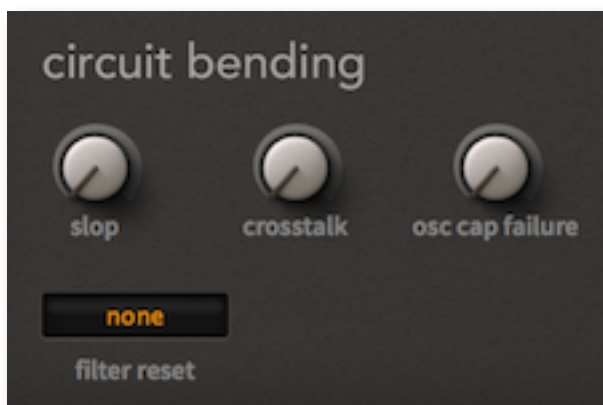 circuit bending
slop crosstalk osc cap failure
none
filter reset